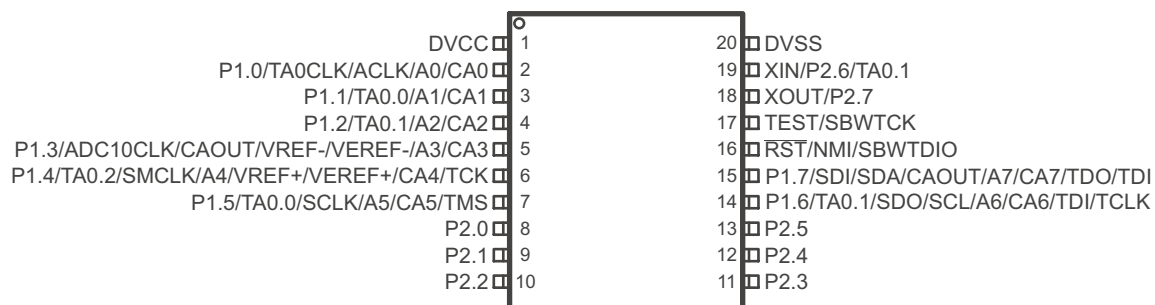 DVCC 1 20 DVSS
P1.0/TA0CLK/ACLK/A0/CA0 2 19 XIN/P2.6/TA0.1
P1.1/TA0.0/A1/CA1 3 18 XOUT/P2.7
P1.2/TA0.1/A2/CA2 4 17 TEST/SBWTCK
P1.3/ADC10CLK/CAOUT/VREF-/VEREF-/A3/CA3 5 16 RST/NMI/SBWTDIO
P1.4/TA0.2/SMCLK/A4/VREF+/VEREF+/CA4/TCK 6 15 P1.7/SDI/SDA/CAOUT/A7/CA7/TDO/TDI
P1.5/TA0.0/SCLK/A5/CA5/TMS 7 14 P1.6/TA0.1/SDO/SCL/A6/CA6/TDI/TCLK
P2.0 8 13 P2.5
P2.1 9 12 P2.4
P2.2 10 11 P2.3